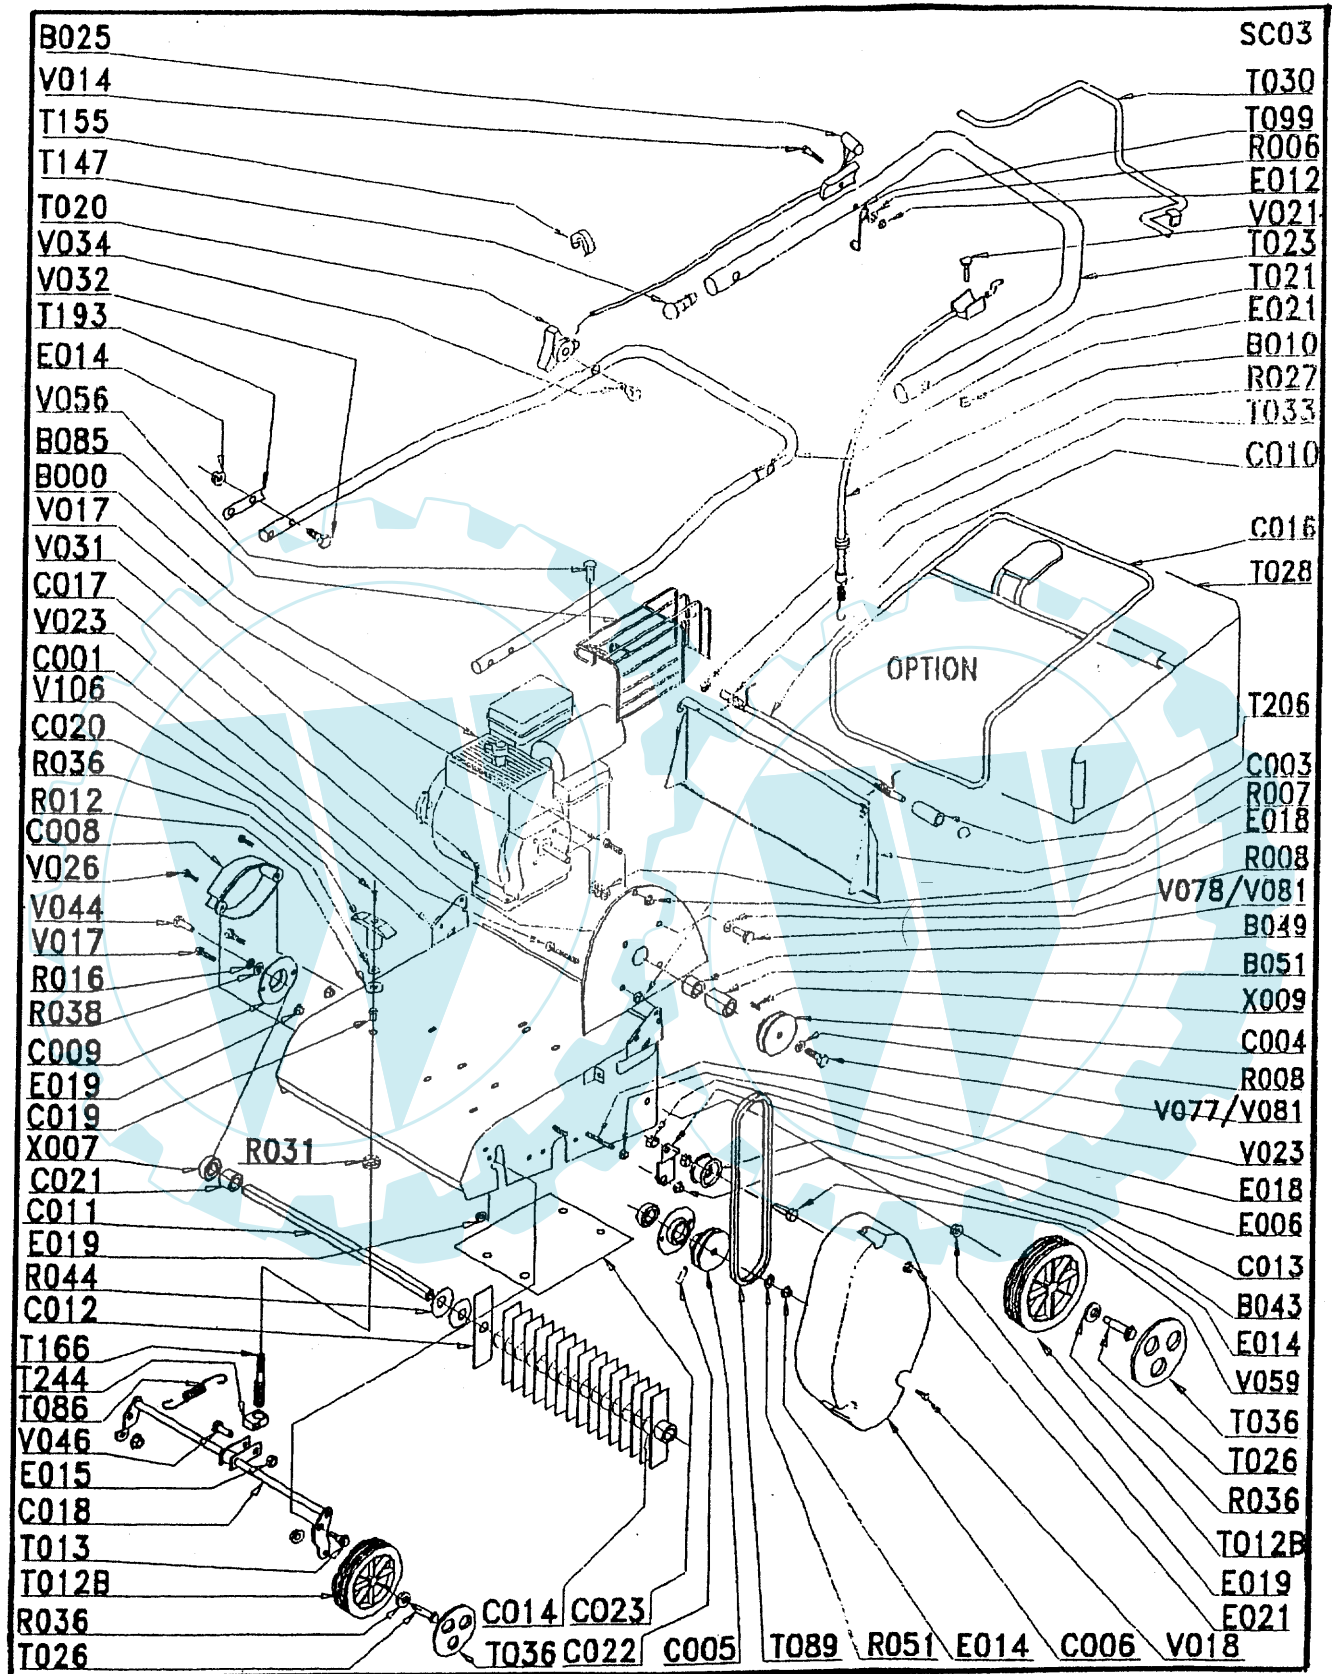 B025
V014
T155
T147
T020
V034
V032
T193
E014
V056
B085
B000
V017
V031
C017
V023
C001
V106
C020
R036
R012
C008
V026
V044
V017
R016
R038
C009
E019
C019
X007
C021
C011
E019
R044
C012
T166
T244
T086
V046
E015
C018
T013
T012B
R036
T026
R031
OPTION
SC03
T030
T099
R006
E012
V021
T023
T021
E021
B010
R027
T033
C010
C016
T028
T206
C003
R007
E018
R008
V078/V081
B049
B051
X009
C004
R008
V077/V081
V023
E018
E006
C013
B043
E014
V059
T036
T026
R036
T012B
E019
E021
C014 C023
T036 C022 C005 T089 R051 E014 C006 V018